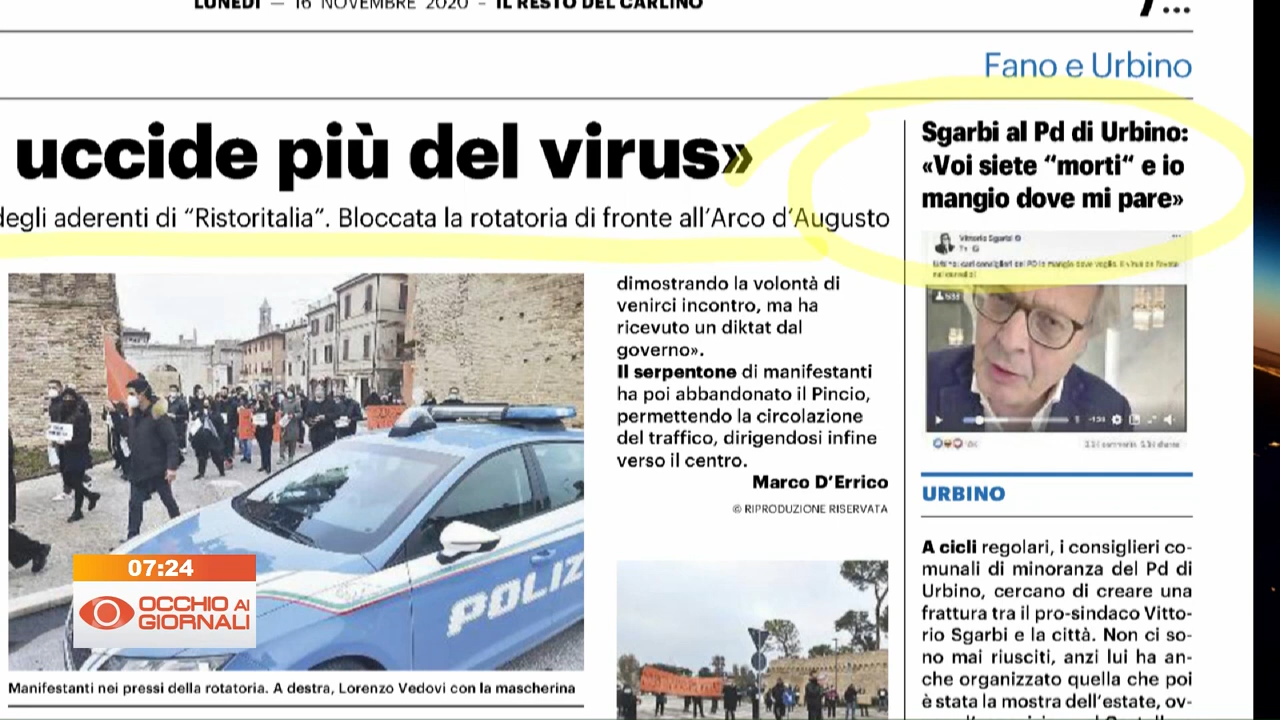 LUNEDÌ — 16 NOVEMBRE 2020 – IL RESTO DEL CARLINO
Fano e Urbino
uccide più del virus»
degli aderenti di “Ristoritalia”. Bloccata la rotatoria di fronte all’Arco d’Augusto
dimostrando la volontà di
venirci incontro, ma ha
ricevuto un diktat dal
governo».
Il serpentone di manifestanti
ha poi abbandonato il Pincio,
permettendo la circolazione
del traffico, dirigendosi infine
verso il centro.
Marco D’Errico
© RIPRODUZIONE RISERVATA
POLIZ
Manifestanti nei pressi della rotatoria. A destra, Lorenzo Vedovi con la mascherina
Sgarbi al Pd di Urbino:
«Voi siete “morti“ e io
mangio dove mi pare»
Vittorio Sgarbi
URBINO
A cicli regolari, i consiglieri co-
munali di minoranza del Pd di
Urbino, cercano di creare una
frattura tra il pro-sindaco Vitto-
rio Sgarbi e la città. Non ci so-
no mai riusciti, anzi lui ha an-
che organizzato quella che poi
è stata la mostra dell’estate, ov-
07:24
OCCHIO AI
GIORNALI